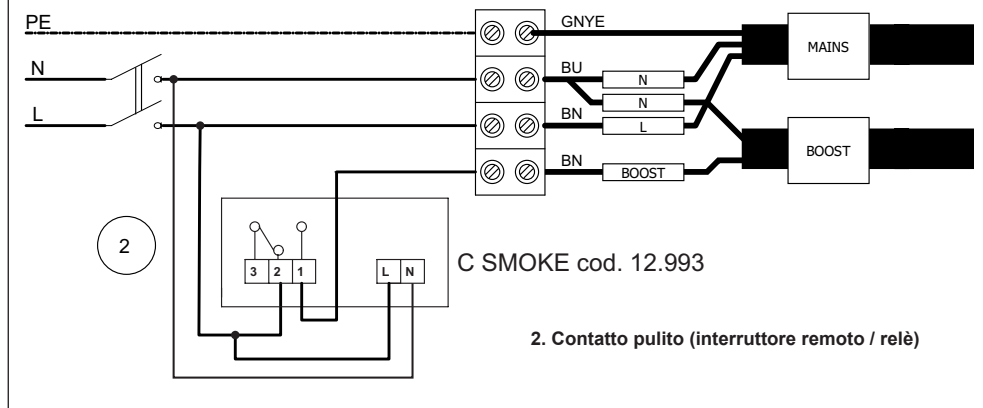 PE
GNYE
MAINS
N
BU
N
N
L
BN
L
BOOST
BN
BOOST
2
3 2 1
L N
C SMOKE cod. 12.993
2. Contatto pulito (interruttore remoto / relè)